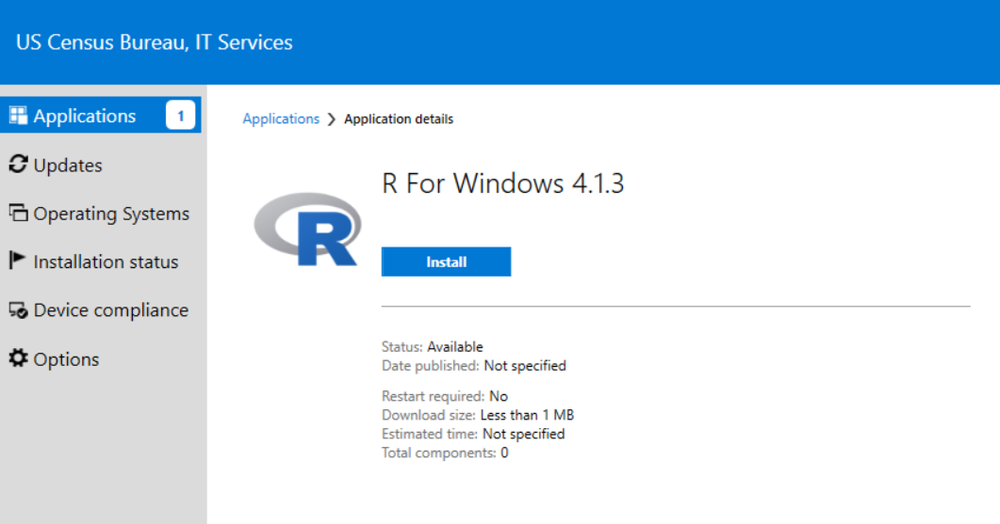 US Census Bureau, IT Services
Applications 1
Updates
Operating Systems
Installation status
Device compliance
Options
Applications ❯ Application details
R
R For Windows 4.1.3
Install
Status: Available
Date published: Not specified
Restart required: No
Download size: Less than 1 MB
Estimated time: Not specified
Total components: 0